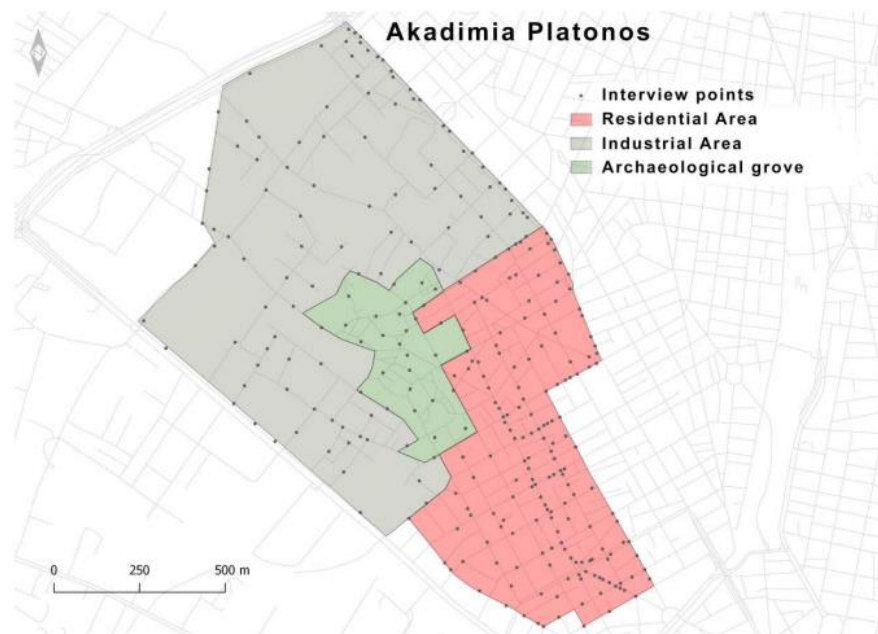 Akadimia Platonos
Interview points
Residential Area
Industrial Area
Archaeological grove
0 250 500 m